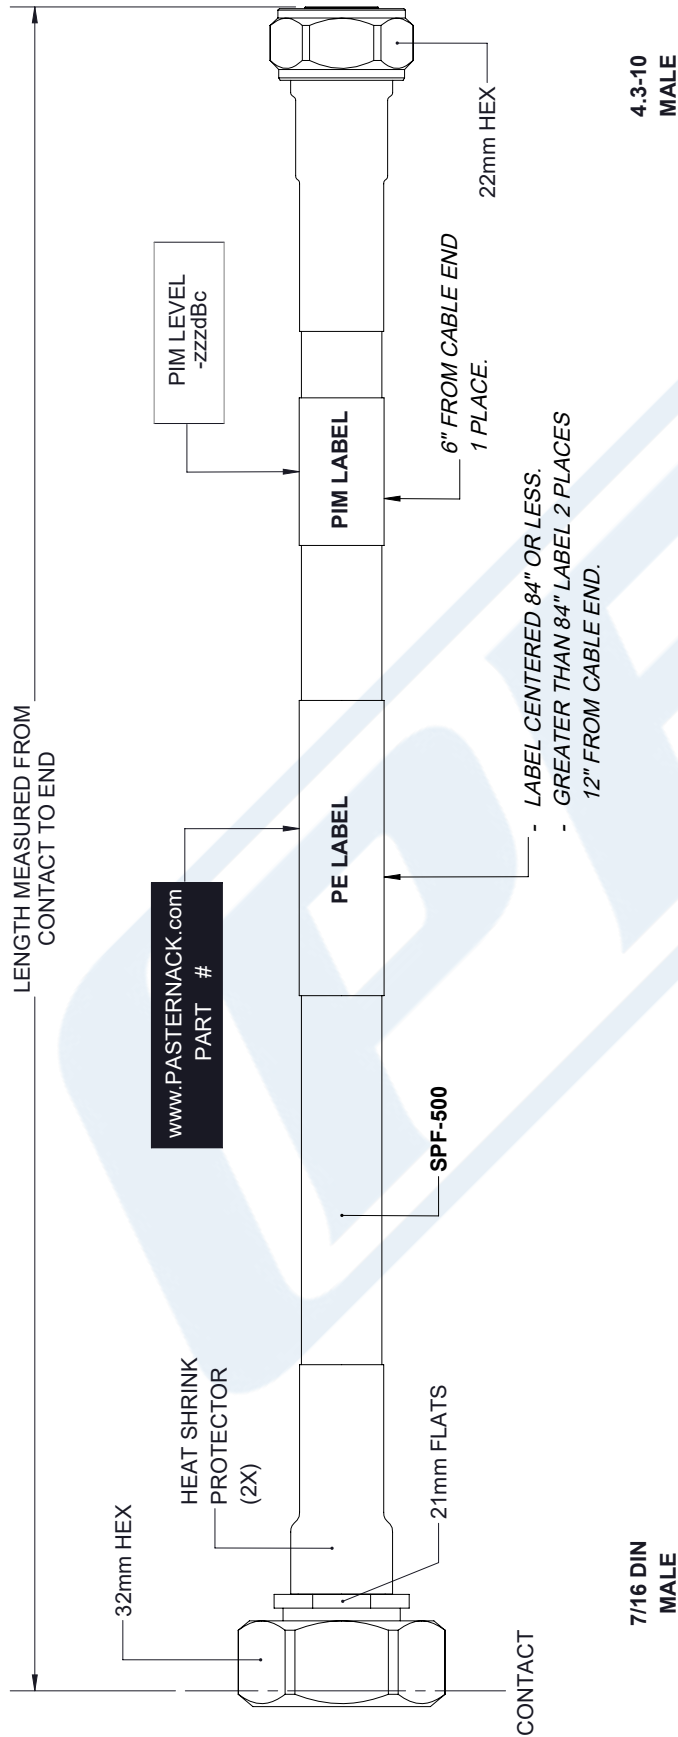 LENGTH MEASURED FROM
CONTACT TO END
32mm HEX
HEAT SHRINK
PROTECTOR
(2X)
www.PASTERNACK.com
PART #
PIM LEVEL
-zzzdBc
PE LABEL
PIM LABEL
CONTACT
21mm FLATS
SPF-500
- LABEL CENTERED 84" OR LESS.
- GREATER THAN 84" LABEL 2 PLACES
12" FROM CABLE END.
6" FROM CABLE END
1 PLACE.
22mm HEX
7/16 DIN
MALE
4.3-10
MALE